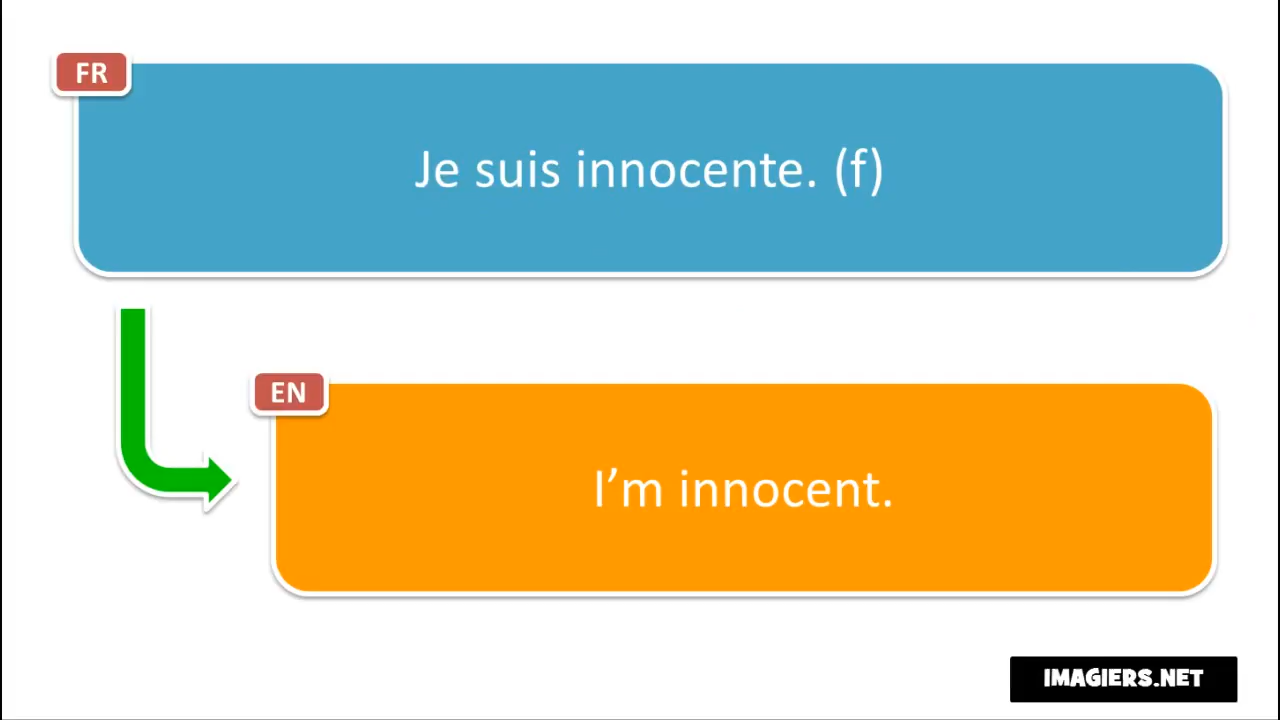 FR
Je suis innocente. (f)
EN
I’m innocent.
IMAGIERS.NET